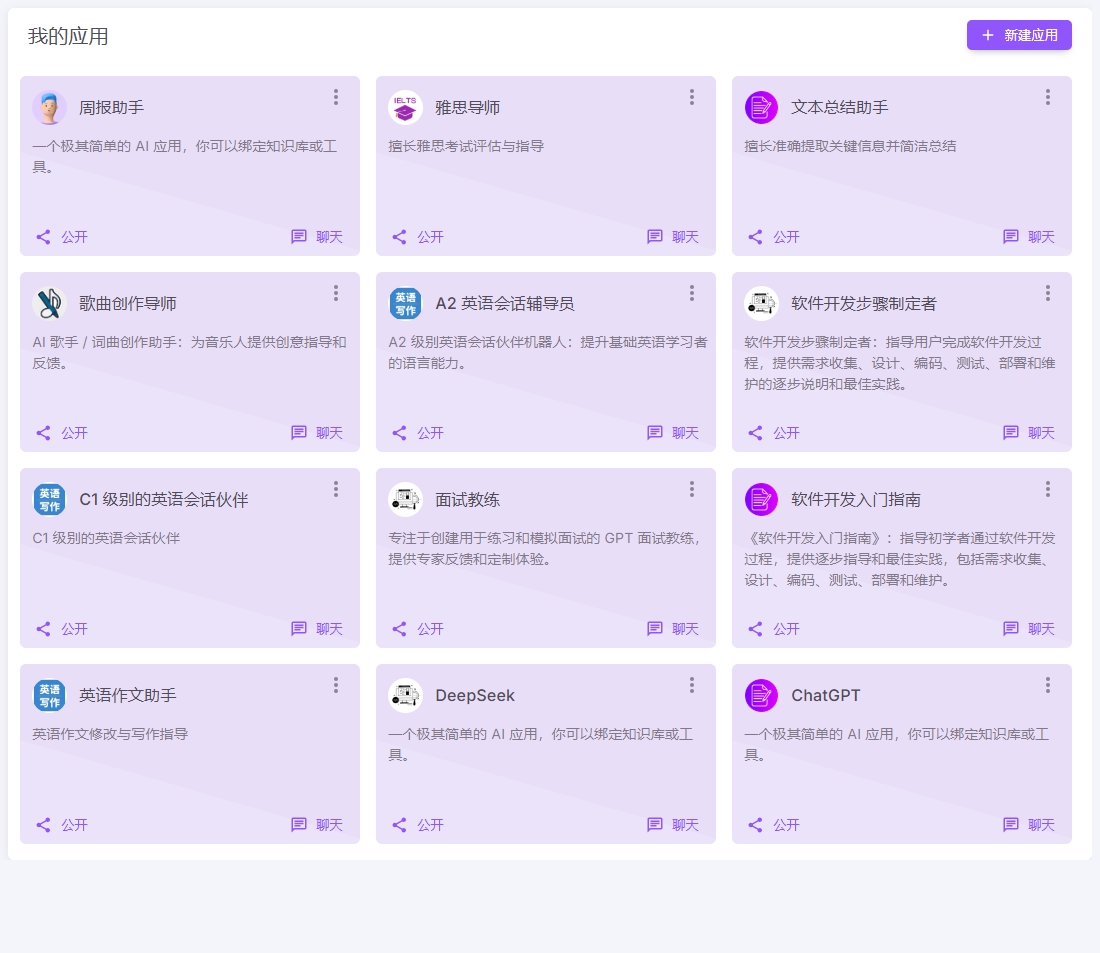 我的应用
新建应用
周报助手
一个极其简单的 AI 应用，你可以绑定知识库或工
具。
公开
聊天
IELTS
雅思导师
擅长雅思考试评估与指导
公开
聊天
文本总结助手
擅长准确提取关键信息并简洁总结
公开
聊天
歌曲创作导师
AI 歌手 / 词曲创作助手：为音乐人提供创意指导和
反馈。
公开
聊天
英语
写作
A2 英语会话辅导员
A2 级别英语会话伙伴机器人：提升基础英语学习者
的语言能力。
公开
聊天
软件开发步骤制定者
软件开发步骤制定者：指导用户完成软件开发过
程，提供需求收集、设计、编码、测试、部署和维
护的逐步说明和最佳实践。
公开
聊天
英语
写作
C1 级别的英语会话伙伴
C1 级别的英语会话伙伴
公开
聊天
面试教练
专注于创建用于练习和模拟面试的 GPT 面试教练，
提供专家反馈和定制体验。
公开
聊天
软件开发入门指南
《软件开发入门指南》：指导初学者通过软件开发
过程，提供逐步指导和最佳实践，包括需求收集、
设计、编码、测试、部署和维护。
公开
聊天
英语
写作
英语作文助手
英语作文修改与写作指导
公开
聊天
DeepSeek
一个极其简单的 AI 应用，你可以绑定知识库或工
具。
公开
聊天
ChatGPT
一个极其简单的 AI 应用，你可以绑定知识库或工
具。
公开
聊天